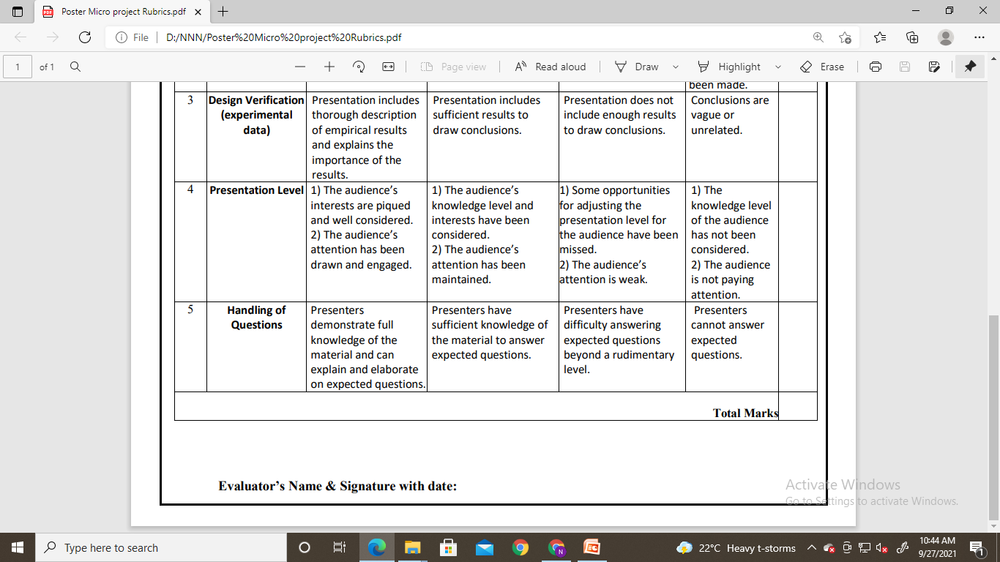 Poster Micro project Rubrics.pdf
File
D:/NNN/Poster%20Micro%20project%20Rubrics.pdf
1
of 1
Page view
Read aloud
Draw
Highlight
Erase
been made.
3
Design Verification
(experimental
data)
Presentation includes
thorough description
of empirical results
and explains the
importance of the
results.
Presentation includes
sufficient results to
draw conclusions.
Presentation does not
include enough results
to draw conclusions.
Conclusions are
vague or
unrelated.
4
Presentation Level
1) The audience’s
interests are piqued
and well considered.
2) The audience’s
attention has been
drawn and engaged.
1) The audience’s
knowledge level and
interests have been
considered.
2) The audience’s
attention has been
maintained.
1) Some opportunities
for adjusting the
presentation level for
the audience have been
missed.
2) The audience’s
attention is weak.
1) The
knowledge level
of the audience
has not been
considered.
2) The audience
is not paying
attention.
5
Handling of
Questions
Presenters
demonstrate full
knowledge of the
material and can
explain and elaborate
on expected questions.
Presenters have
sufficient knowledge of
the material to answer
expected questions.
Presenters have
difficulty answering
expected questions
beyond a rudimentary
level.
Presenters
cannot answer
expected
questions.
Total Marks
Evaluator’s Name & Signature with date:
Activate Windows
Go to Settings to activate Windows.
Type here to search
22°C Heavy t-storms
10:44 AM
9/27/2021
1